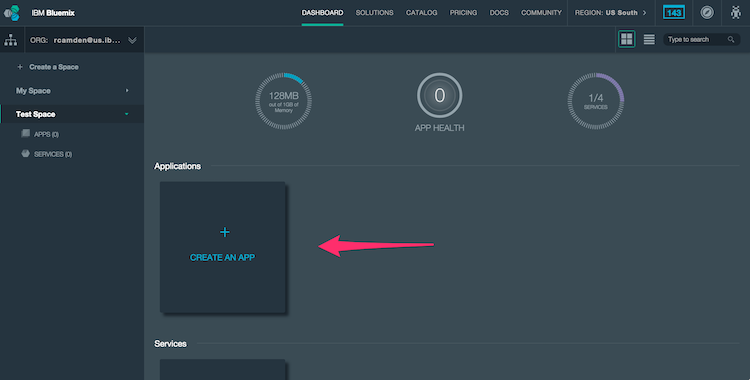 IBM Bluemix
DASHBOARD SOLUTIONS CATALOG PRICING DOCS COMMUNITY REGION: US South 143
ORG: rcamden@us.ib...
Type to search
+ Create a Space
My Space
Test Space
APPS (0)
SERVICES (0)
128MB
out of 1GB of
Memory
0
APP HEALTH
1/4
SERVICES
Applications
+
CREATE AN APP
Services